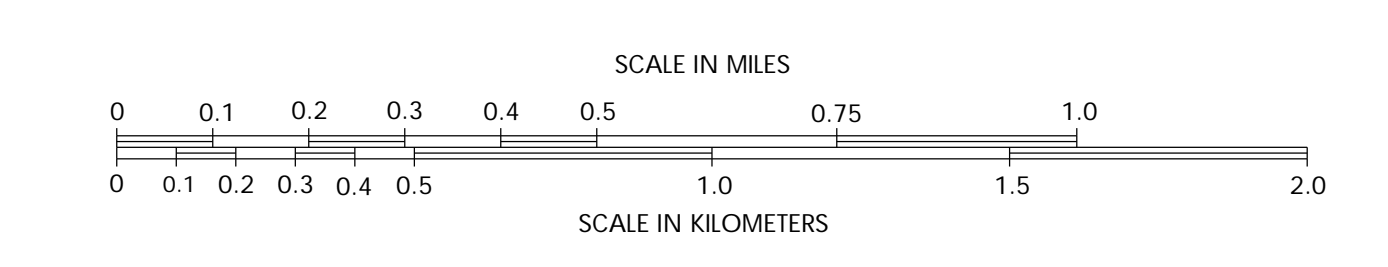 SCALE IN MILES
0 0.1 0.2 0.3 0.4 0.5 0.75 1.0
0 0.1 0.2 0.3 0.4 0.5 1.0 1.5 2.0
SCALE IN KILOMETERS